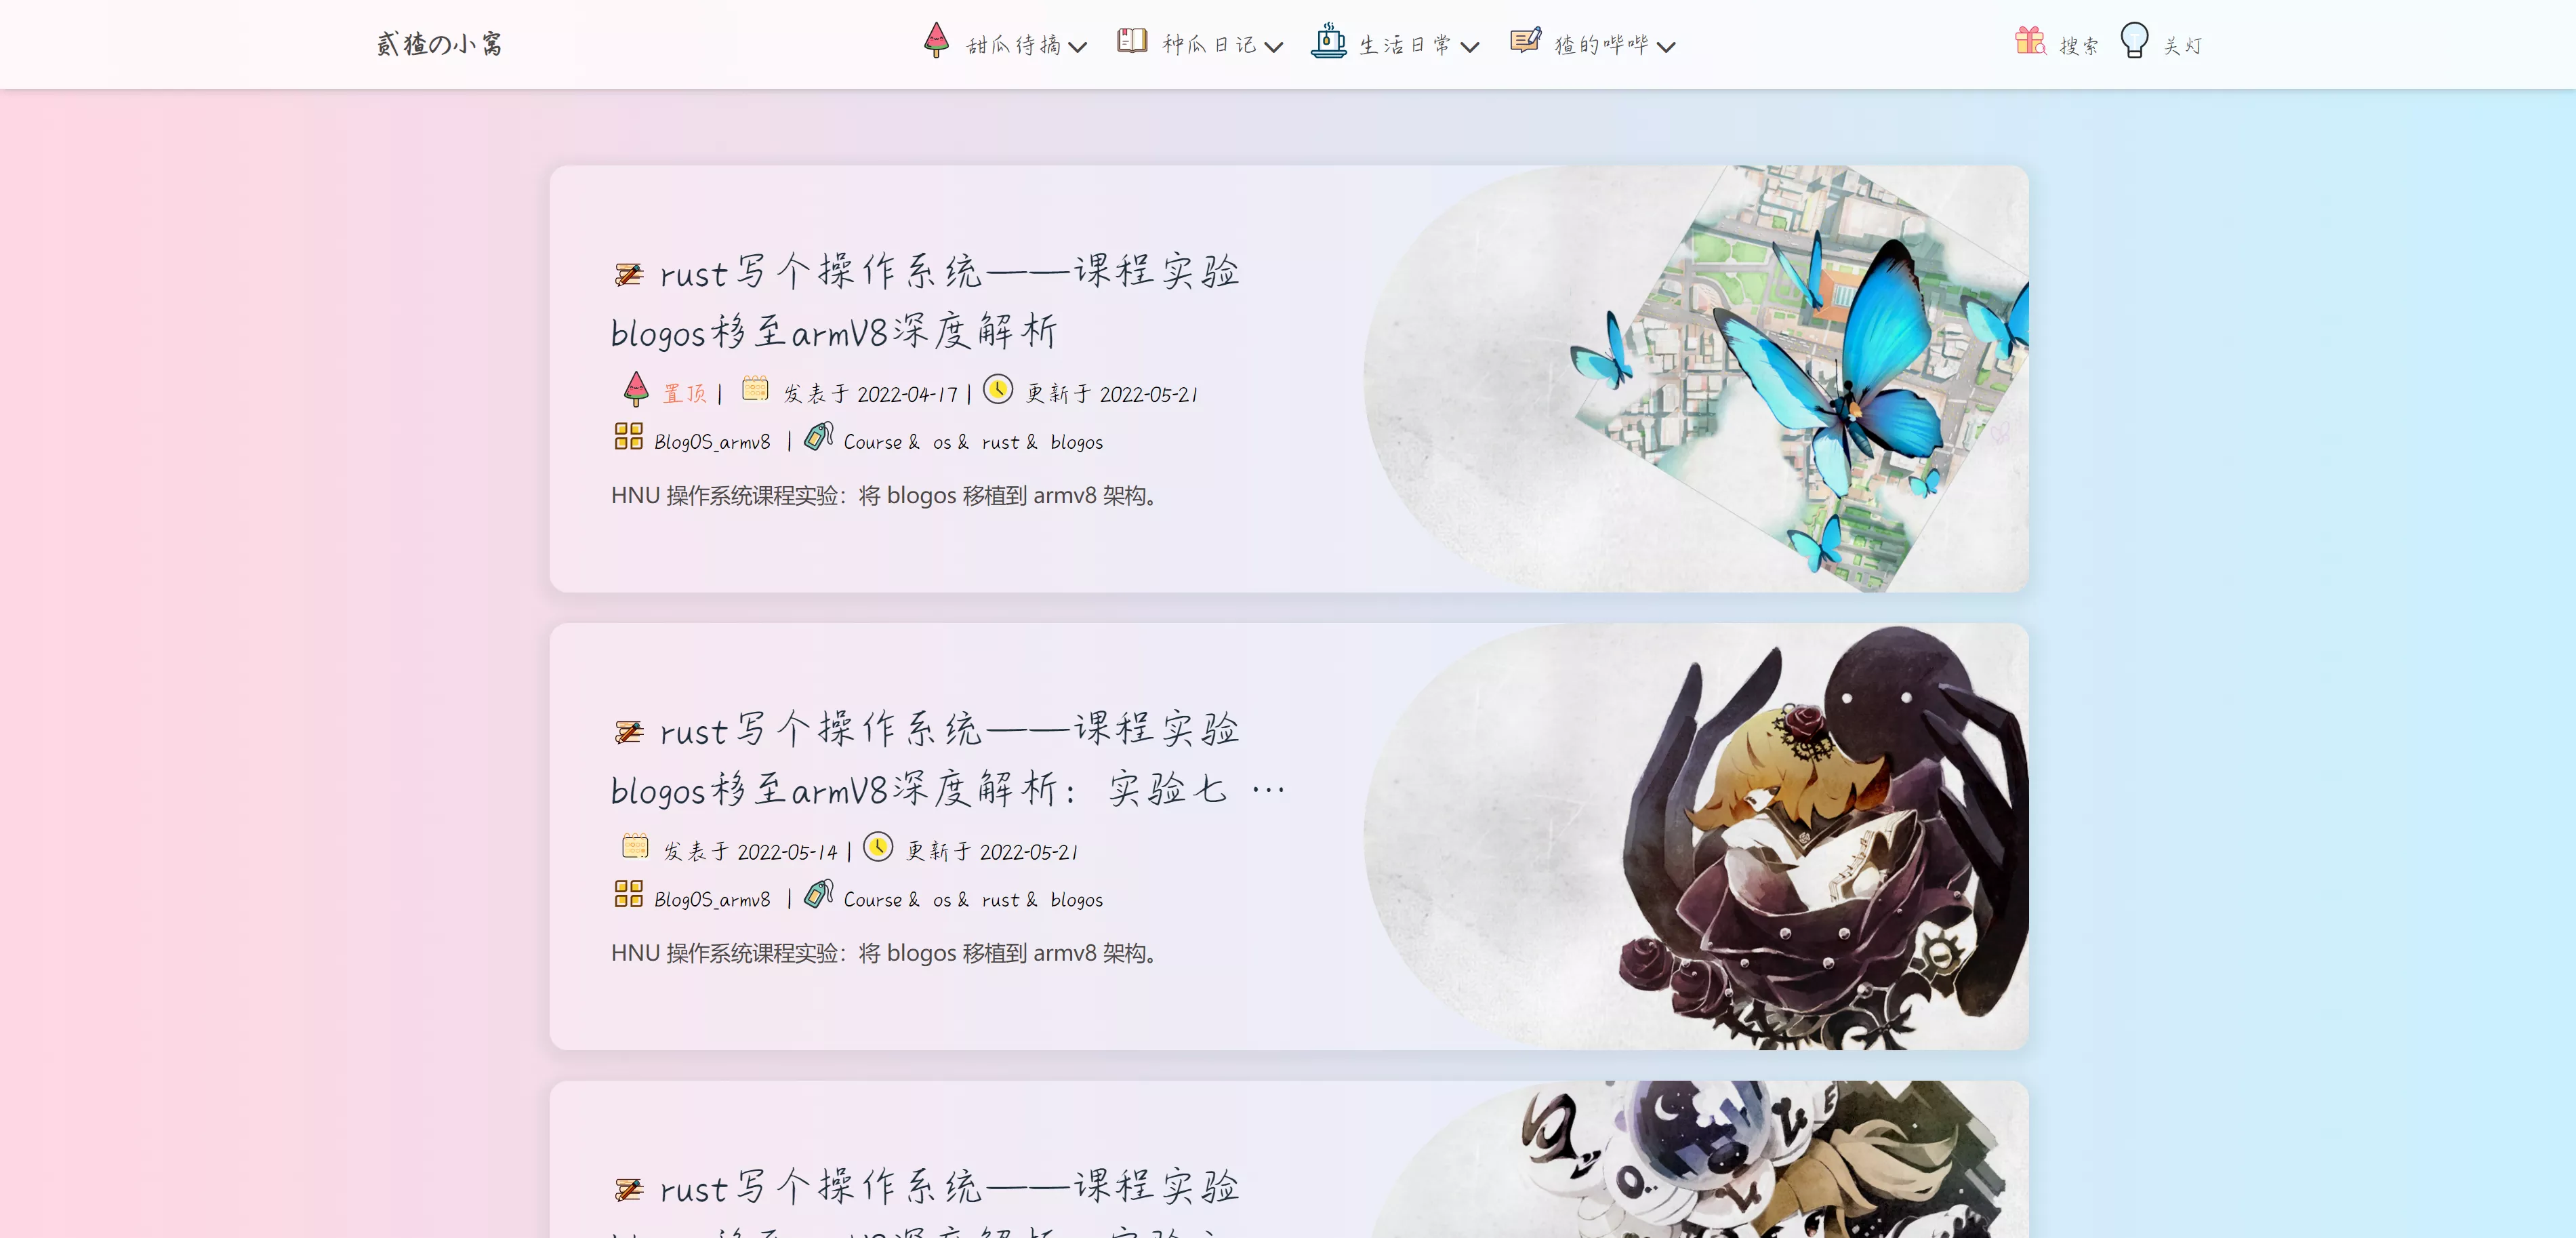 贰猹の小窝
甜瓜待摘 种瓜日记 生活日常 猹的哔哔
搜索 关灯
rust写个操作系统——课程实验
blogos移至armV8深度解析
置顶 | 发表于 2022-04-17 | 更新于 2022-05-21
BlogOS_armv8 | Course & os & rust & blogos
HNU 操作系统课程实验：将 blogos 移植到 armv8 架构。
rust写个操作系统——课程实验
blogos移至armV8深度解析：实验七 …
发表于 2022-05-14 | 更新于 2022-05-21
BlogOS_armv8 | Course & os & rust & blogos
HNU 操作系统课程实验：将 blogos 移植到 armv8 架构。
rust写个操作系统——课程实验